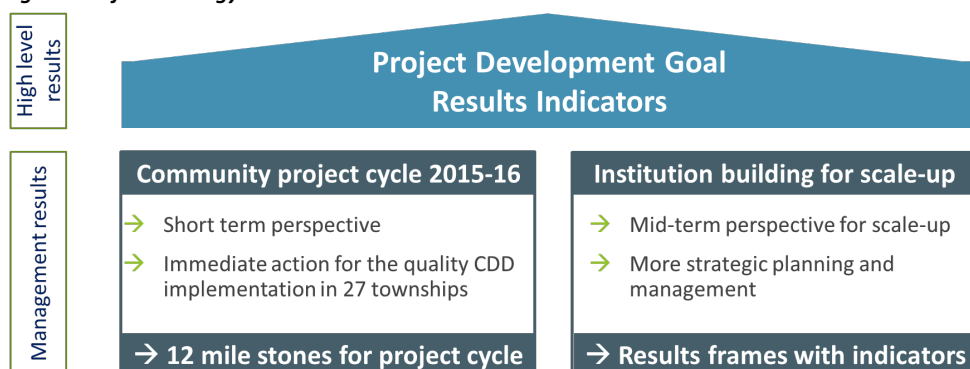 High level
results
Project Development Goal
Results Indicators
Management results
Community project cycle 2015-16
→ Short term perspective
→ Immediate action for the quality CDD
implementation in 27 townships
→ 12 mile stones for project cycle
Institution building for scale-up
→ Mid-term perspective for scale-up
→ More strategic planning and
management
→ Results frames with indicators